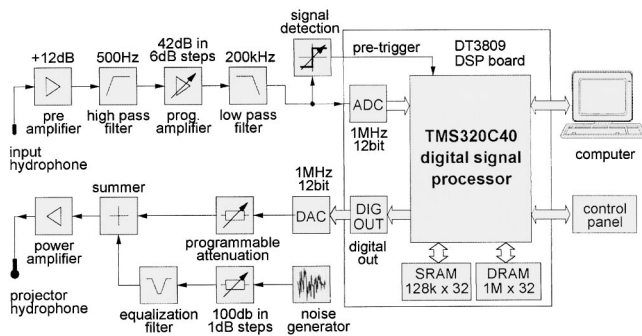 signal
detection
+12dB
500Hz
42dB in
6dB steps
200kHz
pre-trigger
DT3809
DSP board
pre
amplifier
high pass
filter
prog.
amplifier
low pass
filter
ADC
1MHz
12bit
TMS320C40
digital signal
processor
computer
input
hydrophone
summer
1MHz
12bit
DAC
DIG
OUT
digital
out
control
panel
power
amplifier
programmable
attenuation
SRAM
128k x 32
DRAM
1M x 32
projector
hydrophone
equalization
filter
100db in
1dB steps
noise
generator